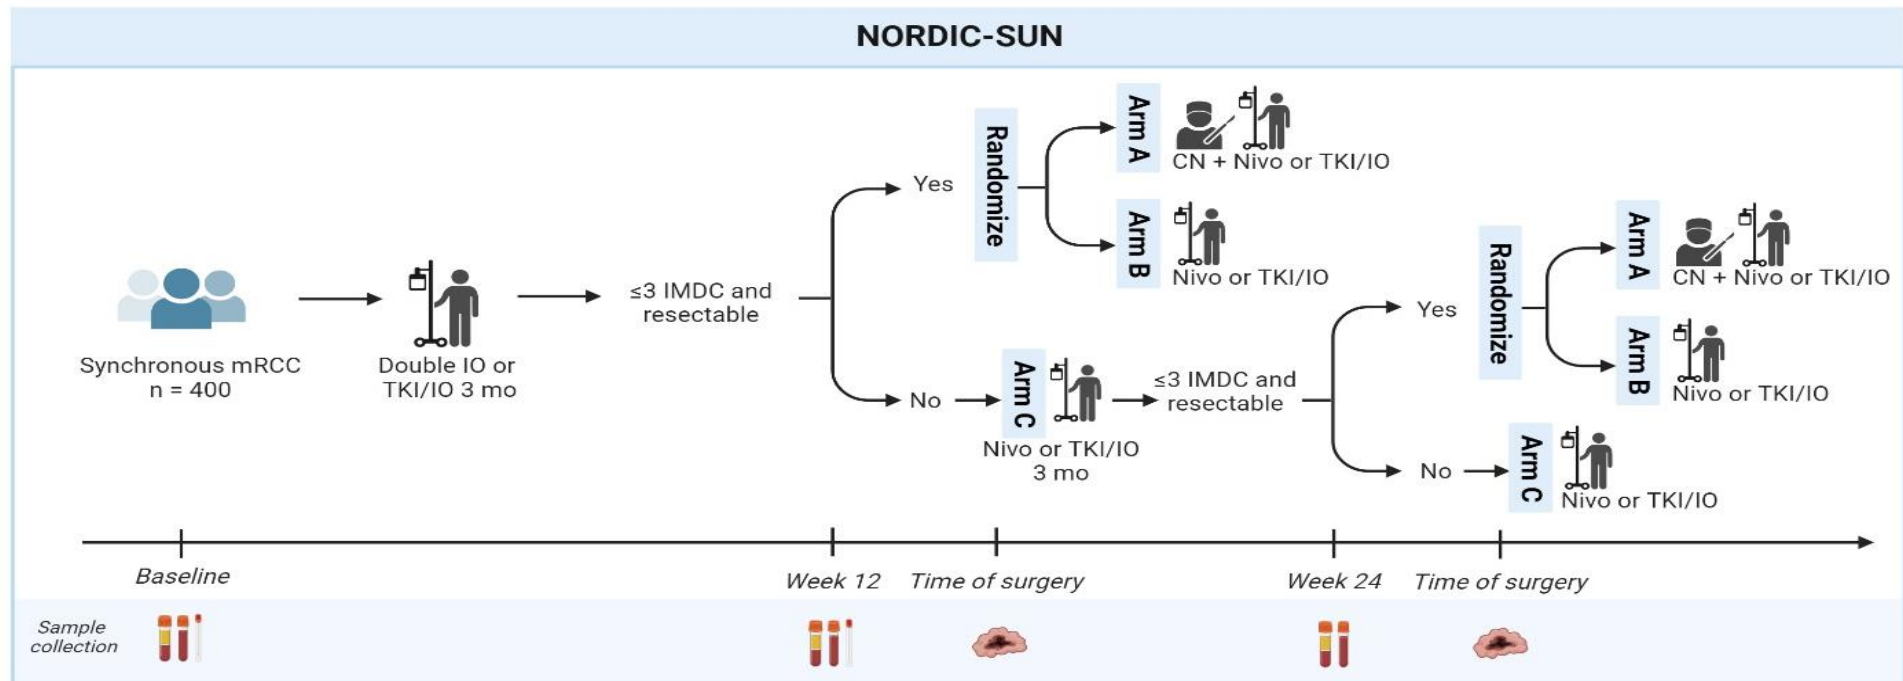 NORDIC-SUN
Synchronous mRCC
n = 400
Double IO or
TKI/IO 3 mo
≤3 IMDC and
resectable
Yes
Randomize
Arm A
CN + Nivo or TKI/IO
Arm B
Nivo or TKI/IO
No
Arm C
Nivo or TKI/IO
3 mo
≤3 IMDC and
resectable
Yes
Randomize
Arm A
CN + Nivo or TKI/IO
Arm B
Nivo or TKI/IO
No
Arm C
Nivo or TKI/IO
Baseline
Week 12
Time of surgery
Week 24
Time of surgery
Sample
collection